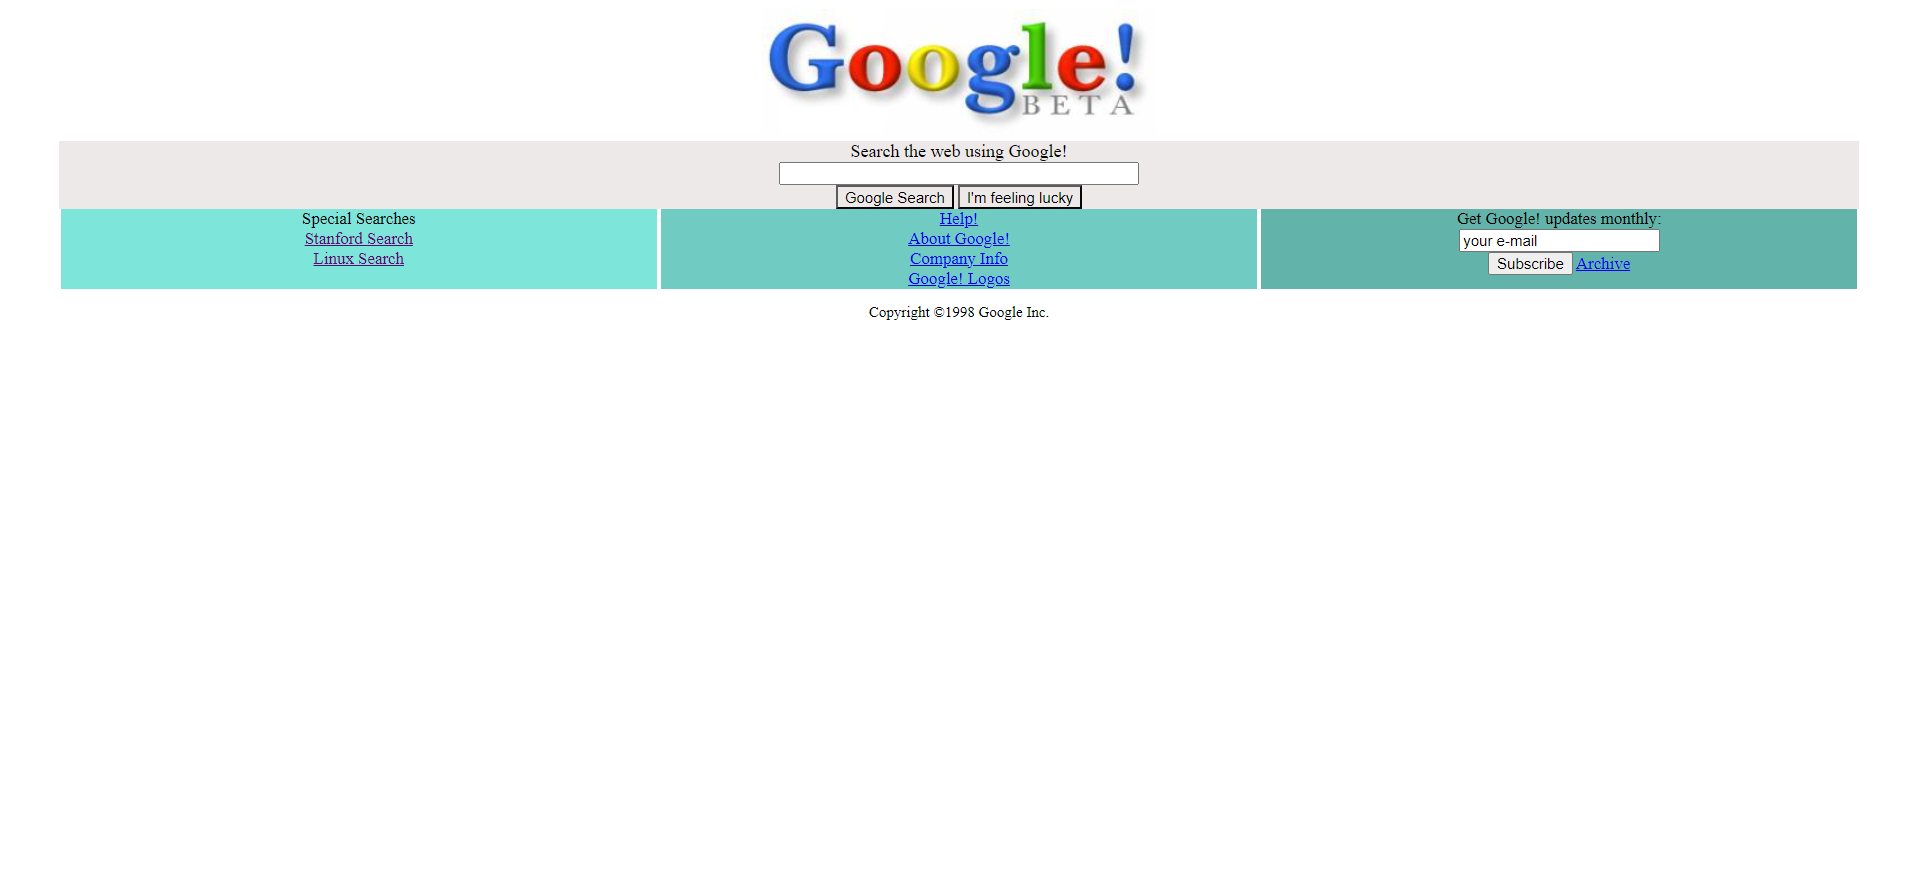 Google!
BETA
Search the web using Google!
Google Search I'm feeling lucky
Special Searches
Stanford Search
Linux Search
Help!
About Google!
Company Info
Google! Logos
Get Google! updates monthly:
your e-mail
Subscribe Archive
Copyright ©1998 Google Inc.